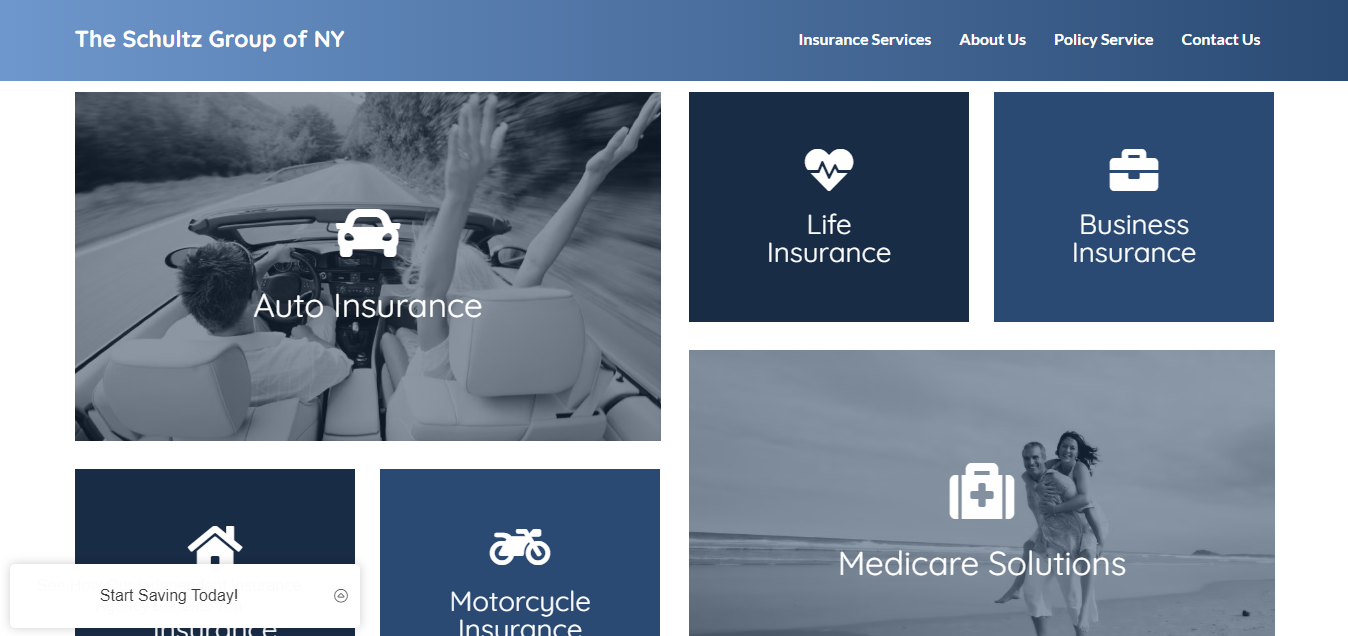 The Schultz Group of NY
Insurance Services About Us Policy Service Contact Us
Auto Insurance
Life
Insurance
Business
Insurance
Medicare Solutions
Start Saving Today!
Insurance
Motorcycle
Insurance